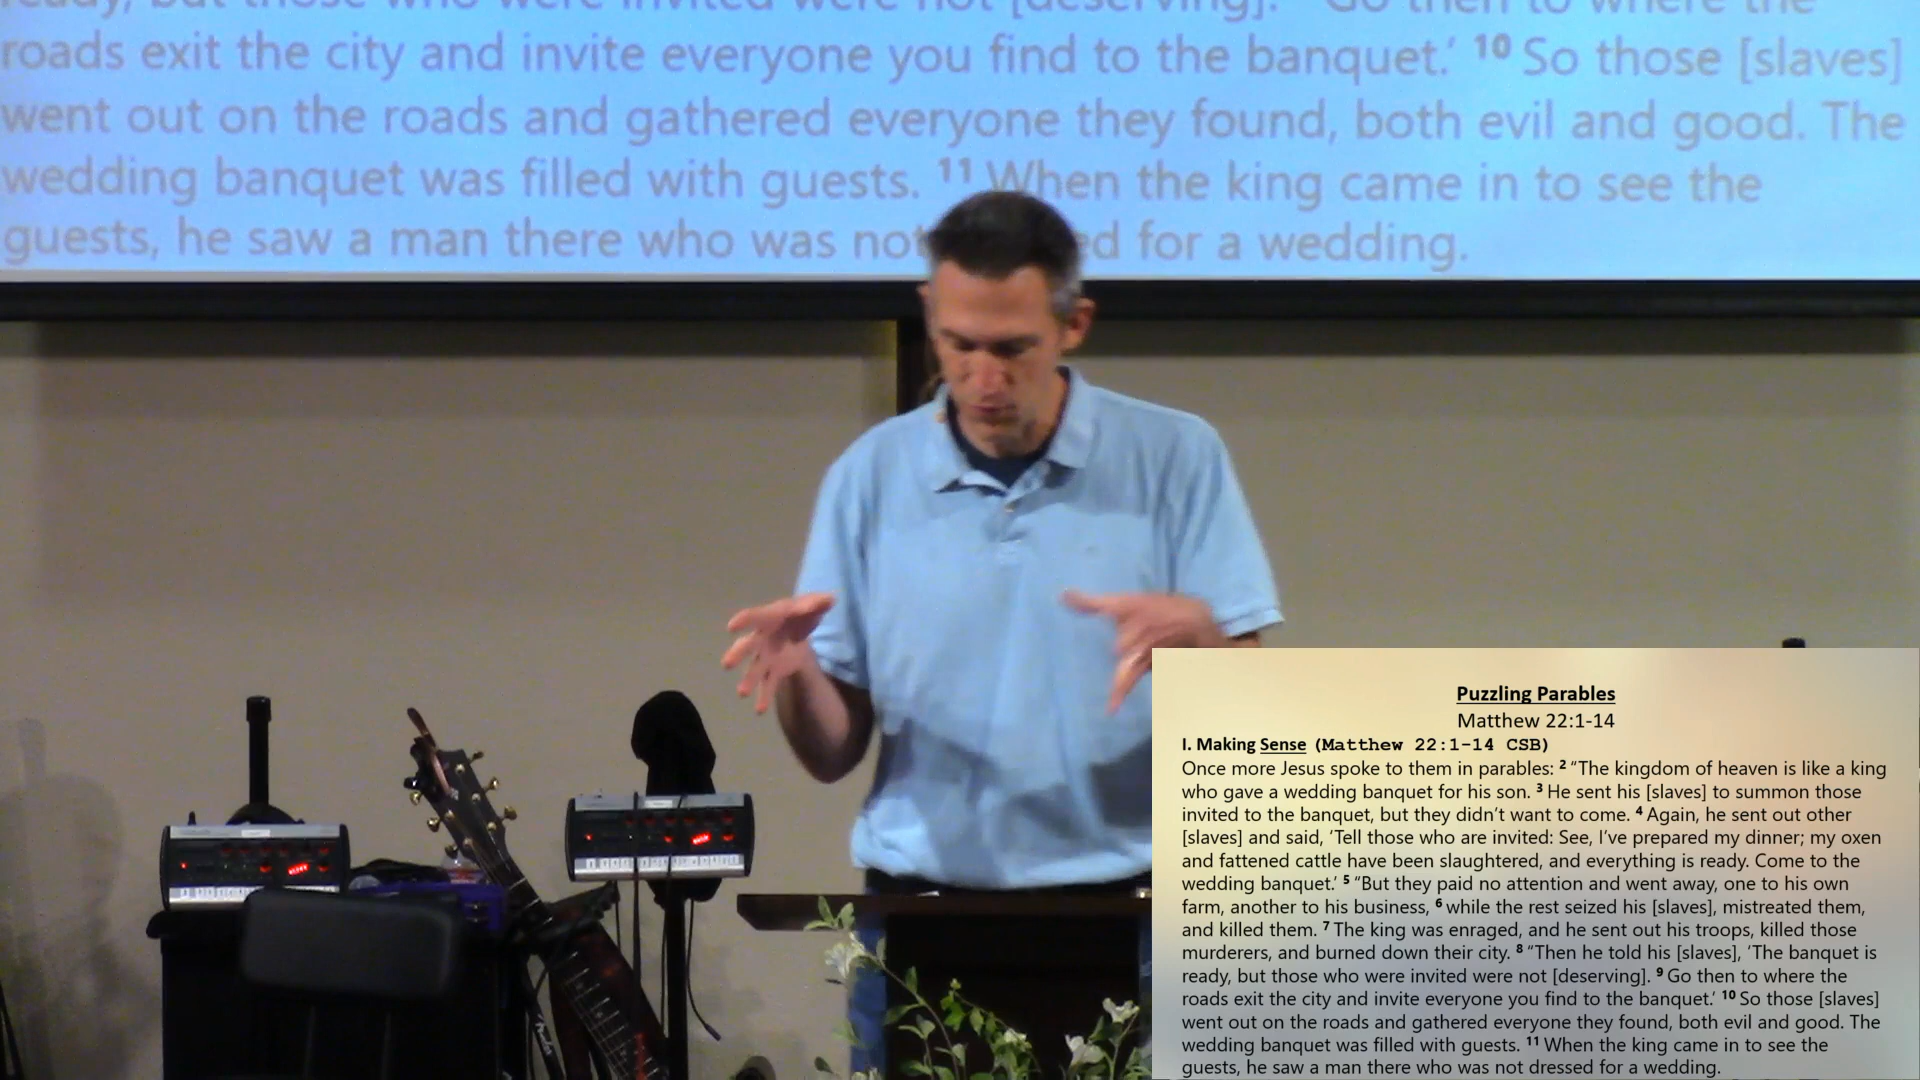 ready, but those who were invited were not [deserving]. Go then to where the
roads exit the city and invite everyone you find to the banquet.’ 10 So those [slaves]
went out on the roads and gathered everyone they found, both evil and good. The
wedding banquet was filled with guests. 11 When the king came in to see the
guests, he saw a man there who was not ed for a wedding.
Puzzling Parables
Matthew 22:1-14
I. Making Sense (Matthew 22:1-14 CSB)
Once more Jesus spoke to them in parables: 2 “The kingdom of heaven is like a king
who gave a wedding banquet for his son. 3 He sent his [slaves] to summon those
invited to the banquet, but they didn’t want to come. 4 Again, he sent out other
[slaves] and said, ‘Tell those who are invited: See, I’ve prepared my dinner; my oxen
and fattened cattle have been slaughtered, and everything is ready. Come to the
wedding banquet.’ 5 “But they paid no attention and went away, one to his own
farm, another to his business, 6 while the rest seized his [slaves], mistreated them,
and killed them. 7 The king was enraged, and he sent out his troops, killed those
murderers, and burned down their city. 8 “Then he told his [slaves], ‘The banquet is
ready, but those who were invited were not [deserving]. 9 Go then to where the
roads exit the city and invite everyone you find to the banquet.’ 10 So those [slaves]
went out on the roads and gathered everyone they found, both evil and good. The
wedding banquet was filled with guests. 11 When the king came in to see the
guests, he saw a man there who was not dressed for a wedding.